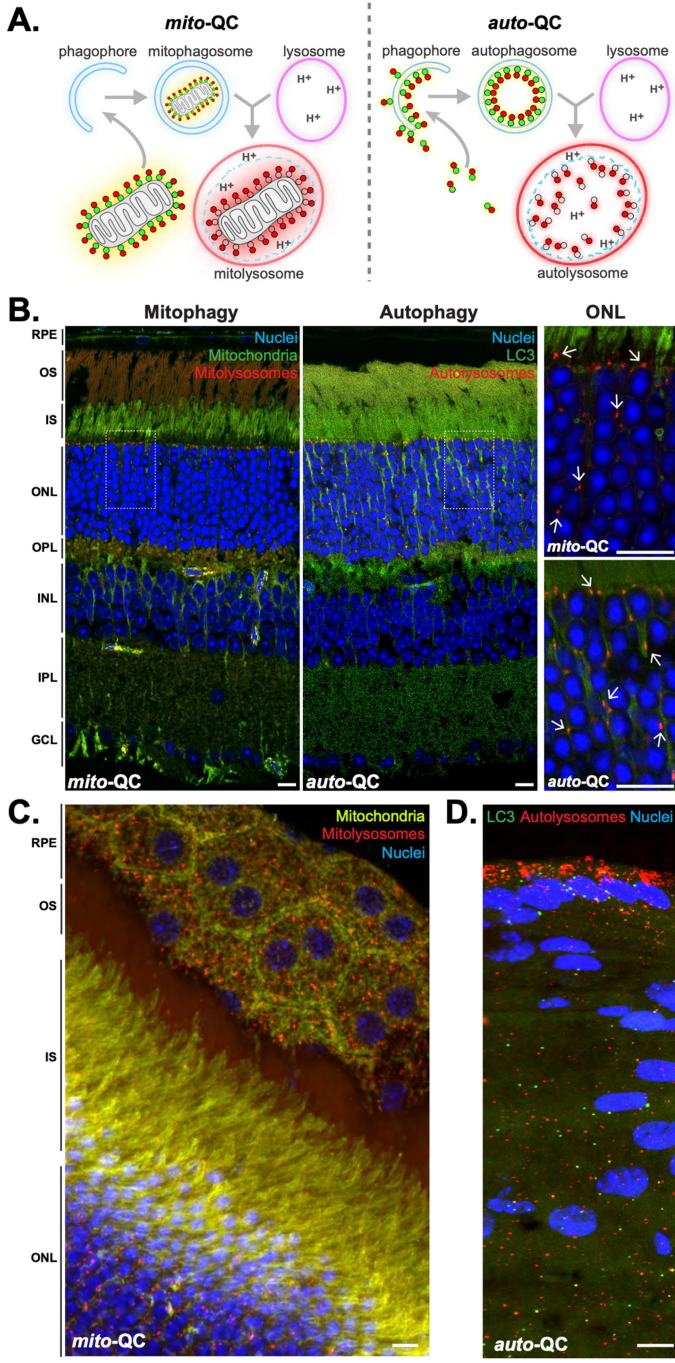 A.
mito-QC
auto-QC
phagophore
mitophagosome
lysosome
phagophore
autophagosome
lysosome
H+
H+
H+
H+
H+
H+
H+
H+
H+
H+
H+
H+
mitolysosome
autolysosome
B.
Mitophagy
Autophagy
ONL
RPE
OS
IS
ONL
OPL
INL
IPL
GCL
Nuclei
Mitochondria
Mitolysosomes
Nuclei
LC3
Autolysosomes
mito-QC
auto-QC
mito-QC
auto-QC
C.
RPE
OS
IS
ONL
Mitochondria
Mitolysosomes
Nuclei
mito-QC
D.
LC3 Autolysosomes Nuclei
auto-QC